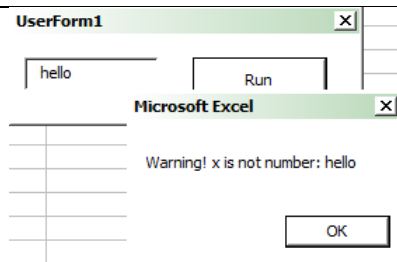 UserForm1
hello
Run
Microsoft Excel
Warning! x is not number: hello
OK